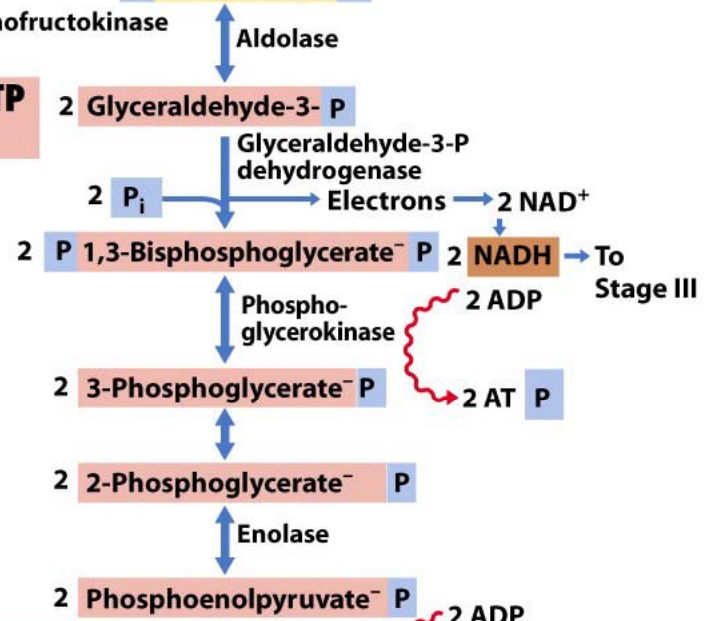 nofructokinase
Aldolase
TP
2 Glyceraldehyde-3- P
Glyceraldehyde-3-P
dehydrogenase
2 Pi
Electrons
2 NAD⁺
2 P 1,3-Bisphosphoglycerate⁻ P
2 NADH
To
Stage III
2 ADP
Phospho-
glycerokinase
2 3-Phosphoglycerate⁻ P
2 AT P
2 2-Phosphoglycerate⁻ P
Enolase
2 Phosphoenolpyruvate⁻ P
2 ADP